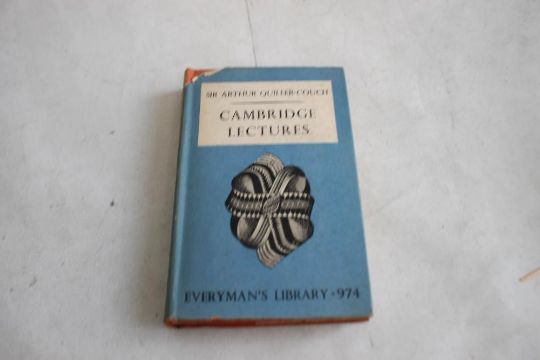 SIR ARTHUR QUILLER-COUCH
CAMBRIDGE
LECTURES
EVERYMAN'S LIBRARY · 974